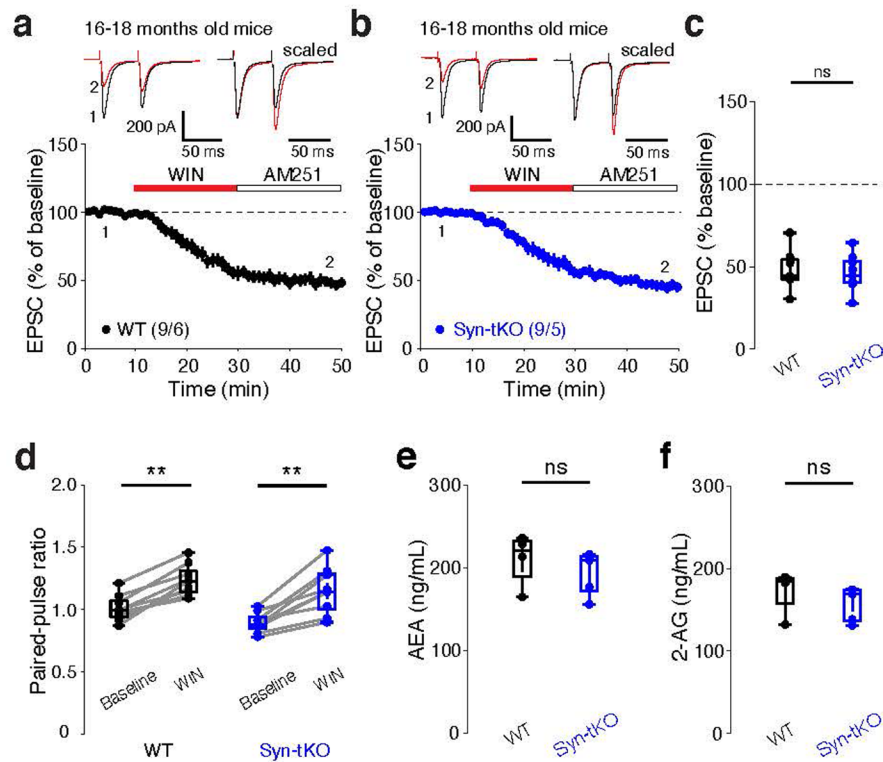 a
16-18 months old mice
scaled
2
1
200 pA
50 ms
50 ms
EPSC (% of baseline)
150
100
50
0
WIN
AM251
1
2
WT (9/6)
0 10 20 30 40 50
Time (min)
b
16-18 months old mice
scaled
2
1
200 pA
50 ms
50 ms
EPSC (% of baseline)
150
100
50
0
WIN
AM251
1
2
Syn-tKO (9/5)
0 10 20 30 40 50
Time (min)
c
ns
EPSC (% baseline)
150
100
50
0
WT
Syn-tKO
d
** **
Paired-pulse ratio
2.0
1.5
1.0
0.5
0
Baseline WIN Baseline WIN
WT Syn-tKO
e
ns
AEA (ng/mL)
300
200
100
0
WT
Syn-tKO
f
ns
2-AG (ng/mL)
300
200
100
0
WT
Syn-tKO